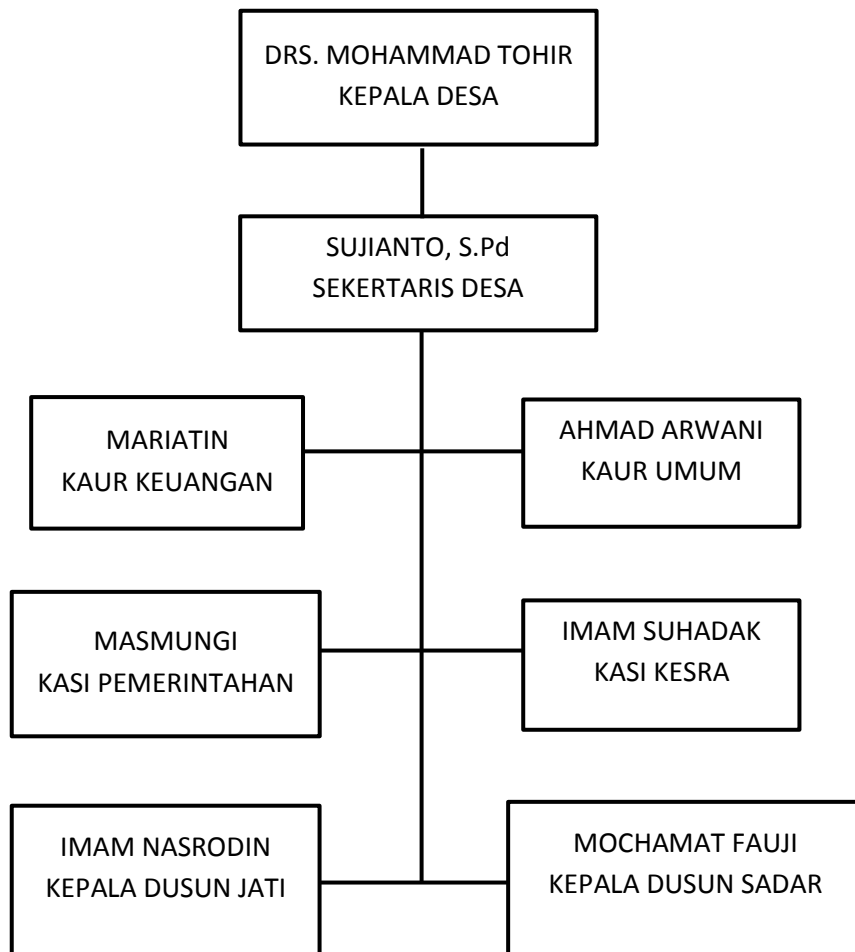 DRS. MOHAMMAD TOHIR
KEPALA DESA
SUJIANTO, S.Pd
SEKERTARIS DESA
MARIATIN
KAUR KEUANGAN
AHMAD ARWANI
KAUR UMUM
MASMUNGI
KASI PEMERINTAHAN
IMAM SUHADAK
KASI KESRA
IMAM NASRODIN
KEPALA DUSUN JATI
MOCHAMAT FAUJI
KEPALA DUSUN SADAR